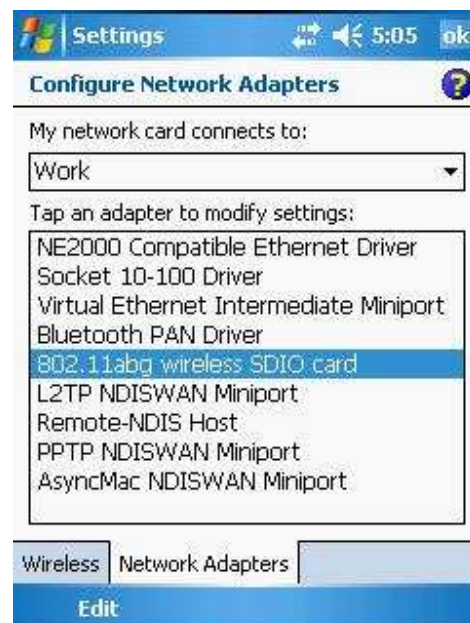 Settings 5:05 ok
Configure Network Adapters ?
My network card connects to:
Work
Tap an adapter to modify settings:
NE2000 Compatible Ethernet Driver
Socket 10-100 Driver
Virtual Ethernet Intermediate Miniport
Bluetooth PAN Driver
802.11abg wireless SDIO card
L2TP NDISWAN Miniport
Remote-NDIS Host
PPTP NDISWAN Miniport
AsyncMac NDISWAN Miniport
Wireless Network Adapters
Edit